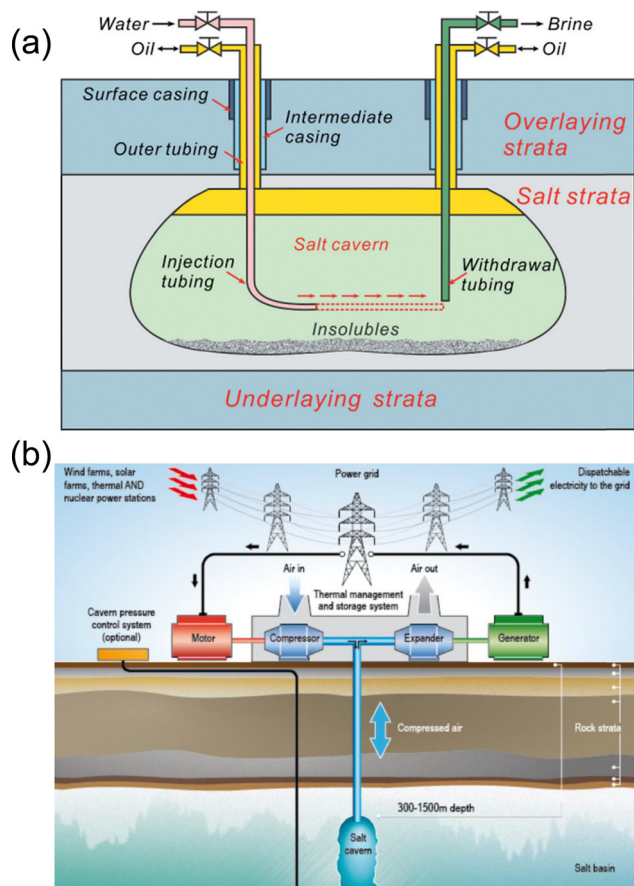 (a)
Water
Oil
Brine
Oil
Surface casing
Intermediate
casing
Outer tubing
Overlaying
strata
Salt strata
Salt cavern
Injection
tubing
Withdrawal
tubing
Insolubles
Underlaying strata
(b)
Wind farms, solar
farms, thermal AND
nuclear power stations
Power grid
Dispatchable
electricity to the grid
Air in
Air out
Thermal management
and storage system
Cavern pressure
control system
(optional)
Motor
Compressor
Expander
Generator
Compressed air
Rock strata
300-1500m depth
Salt
cavern
Salt basin